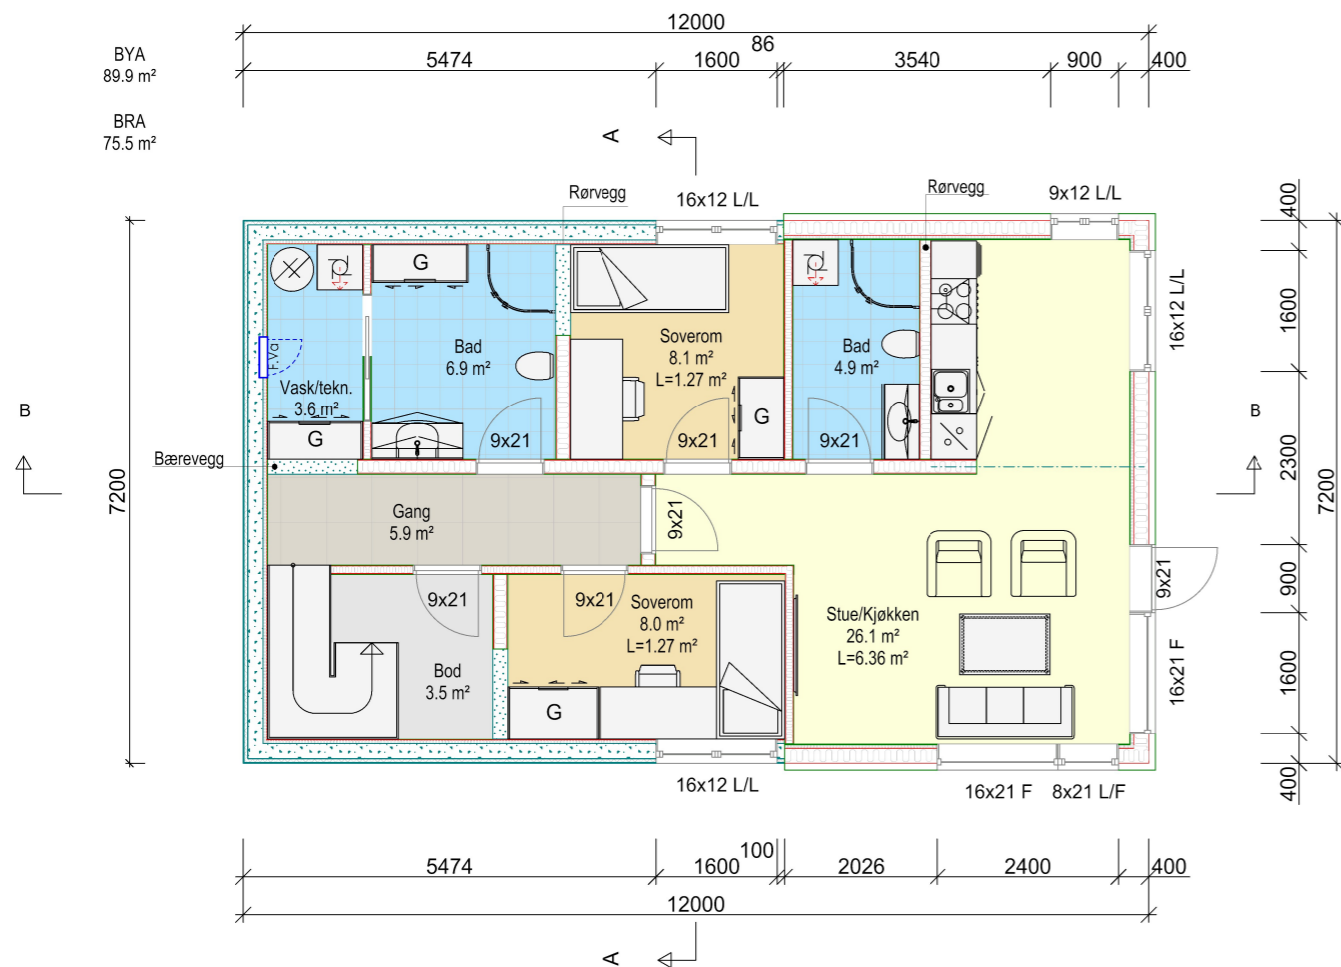 12000
86
5474 1600 3540 900 400
BYA
89.9 m²
BRA
75.5 m²
A
Rørvegg
16x12 L/L
Rørvegg
9x12 L/L
400
G
Soverom
8.1 m²
L=1.27 m²
Bad
6.9 m²
Bad
4.9 m²
16x12 L/L
1600
F.Va
Vask/tekn.
3.6 m²
G
G
9x21
9x21
9x21
B
B
Bærevegg
7200
2300
7200
Gang
5.9 m²
9x21
9x21
9x21
900
9x21
Soverom
8.0 m²
L=1.27 m²
Stue/Kjøkken
26.1 m²
L=6.36 m²
Bod
3.5 m²
G
16x21 F
1600
16x12 L/L
16x21 F
8x21 L/F
400
100
5474 1600 2026 2400 400
12000
A